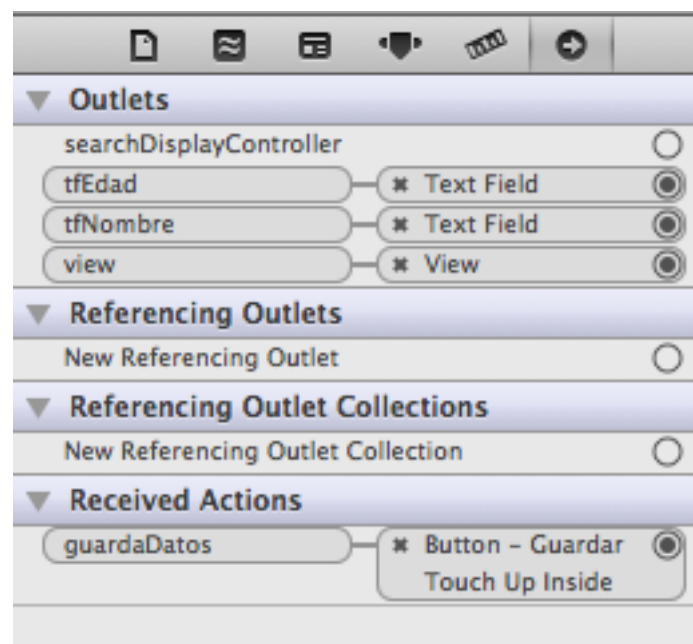 Outlets
searchDisplayController
tfEdad ✖ Text Field
tfNombre ✖ Text Field
view ✖ View
Referencing Outlets
New Referencing Outlet
Referencing Outlet Collections
New Referencing Outlet Collection
Received Actions
guardaDatos ✖ Button – Guardar
Touch Up Inside